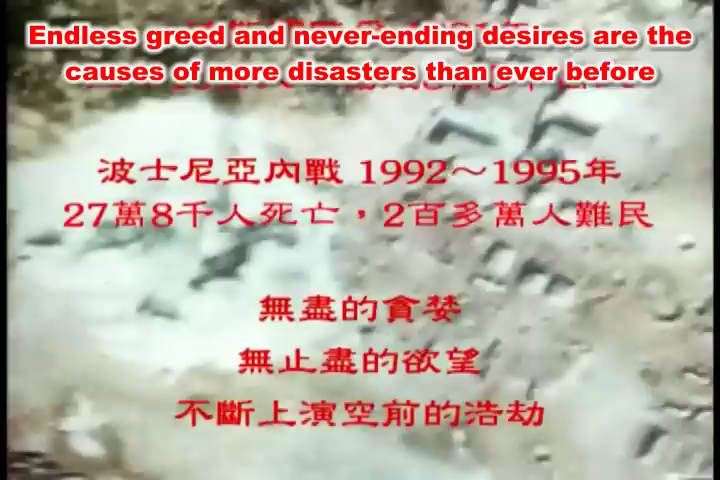 Endless greed and never-ending desires are the
causes of more disasters than ever before
波士尼亞內戰 1992～1995年
27萬8千人死亡，2百多萬人難民
無盡的貪婪
無止盡的欲望
不斷上演空前的浩劫